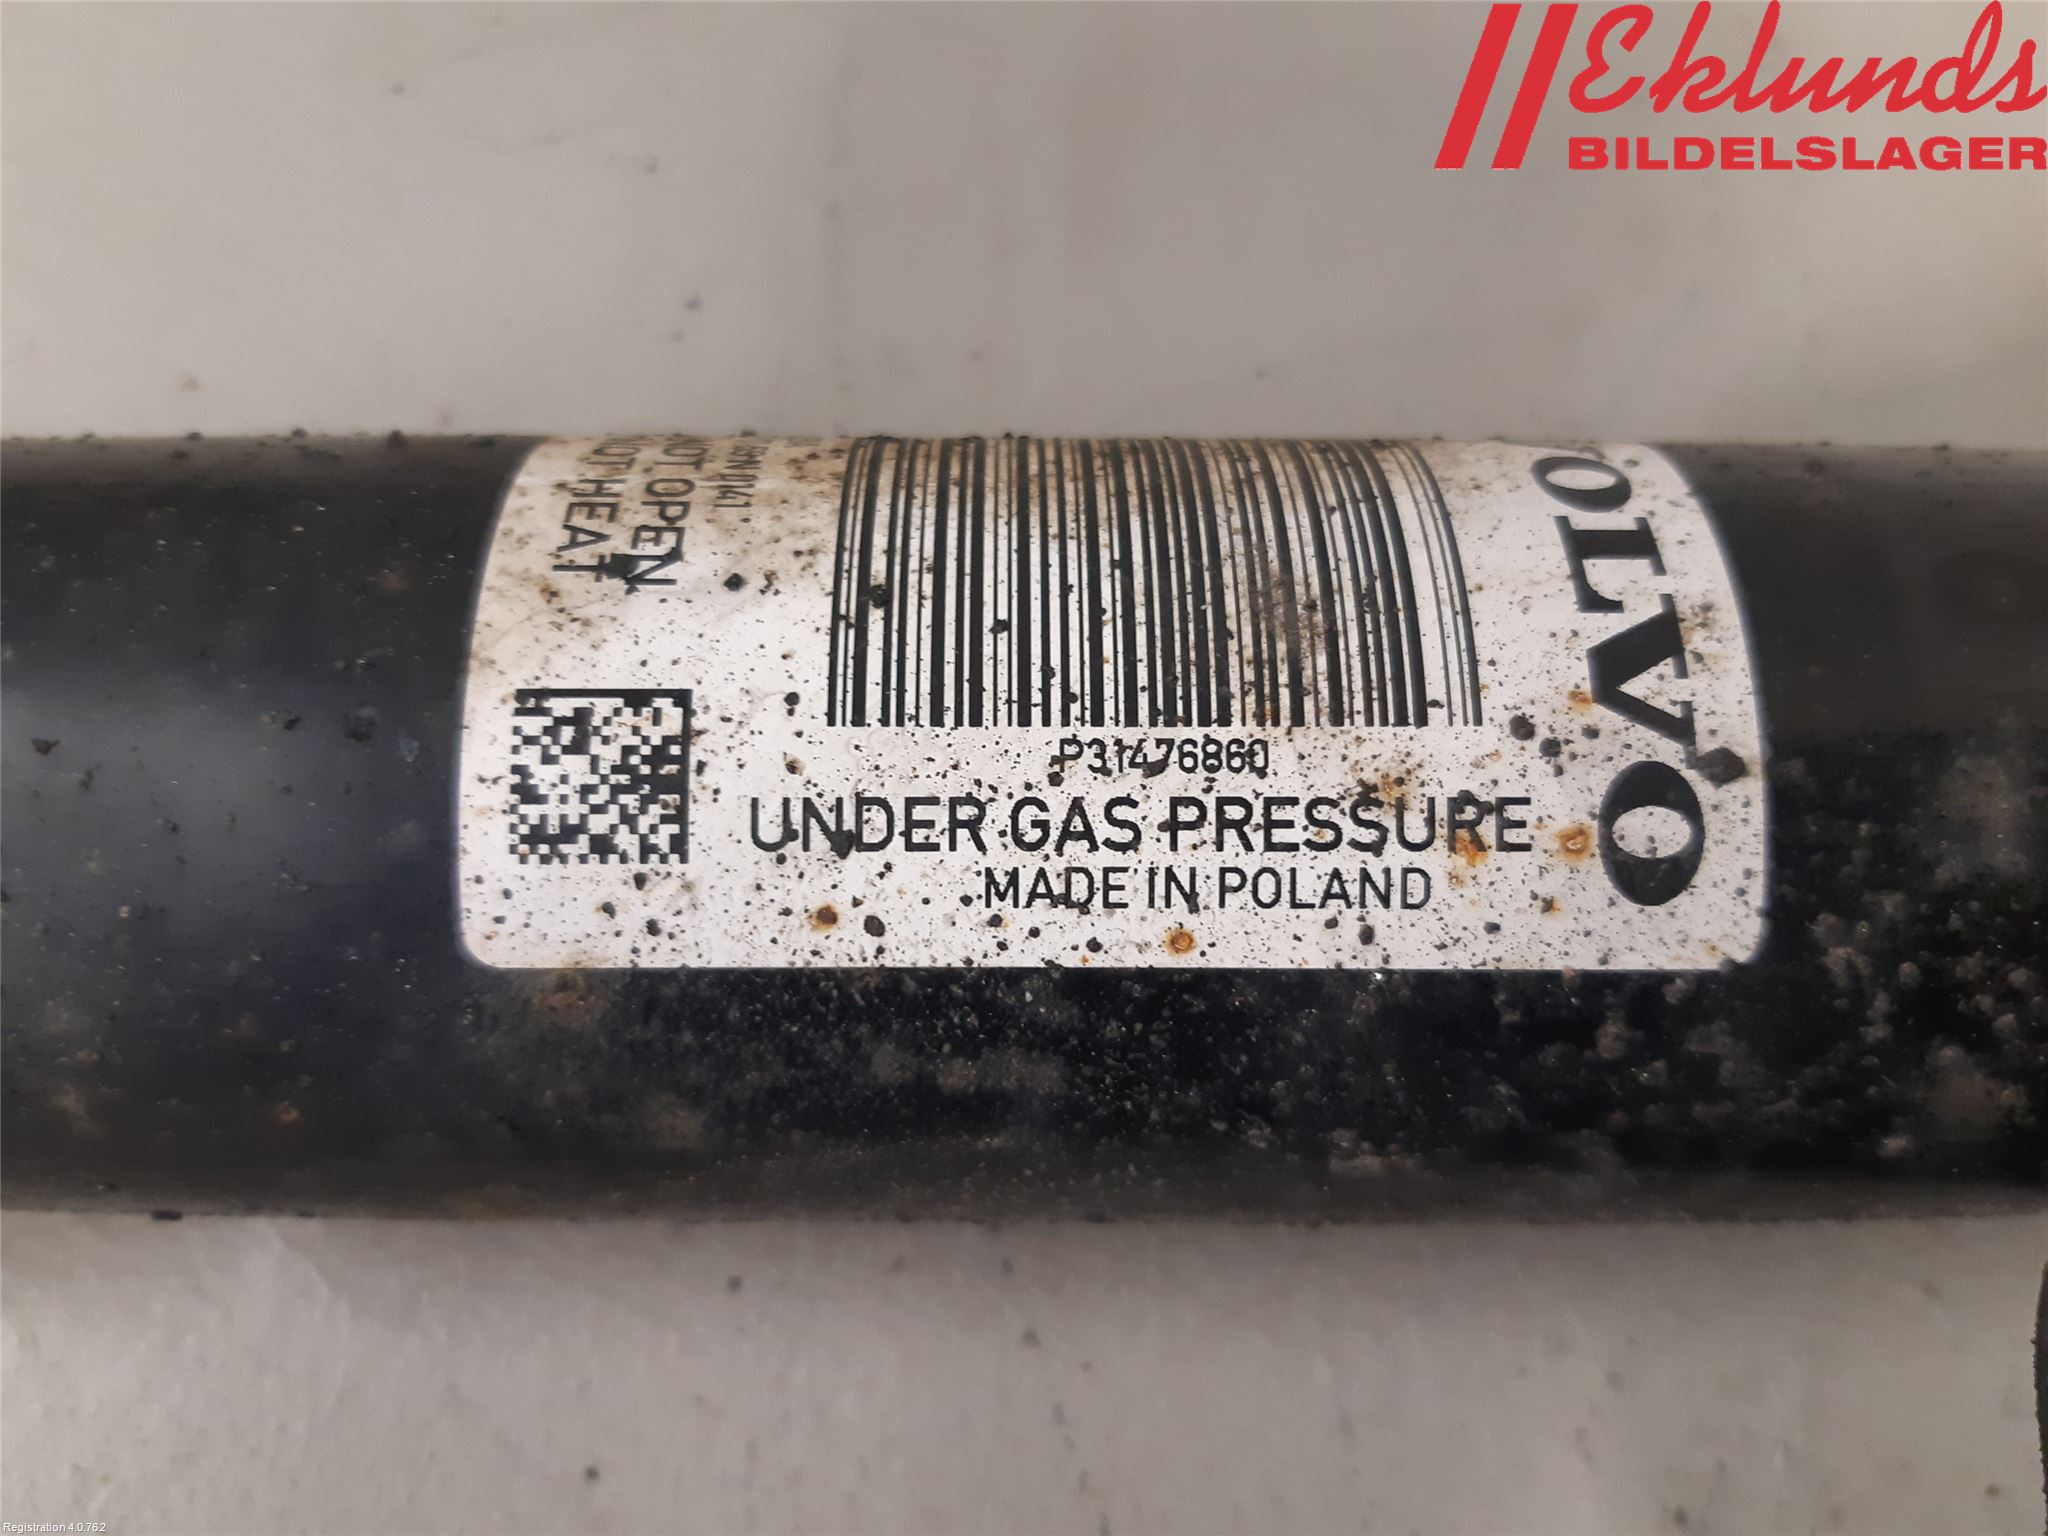 Eklunds
BILDELSLAGER
VOLVO
P31476860
UNDER GAS PRESSURE
MADE IN POLAND
NOT OPEN
NOT HEAT
Registration 4.0.762